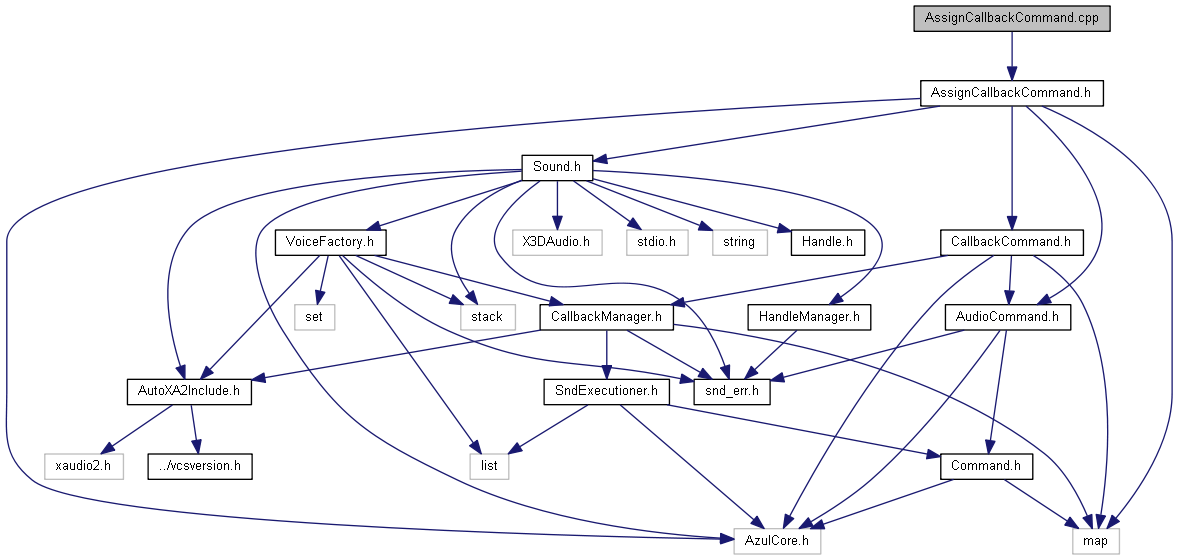 AssignCallbackCommand.cpp
AssignCallbackCommand.h
Sound.h
VoiceFactory.h
X3DAudio.h
stdio.h
string
Handle.h
CallbackCommand.h
set
stack
CallbackManager.h
HandleManager.h
AudioCommand.h
AutoXA2Include.h
SndExecutioner.h
snd_err.h
xaudio2.h
../vcsversion.h
list
Command.h
AzulCore.h
map